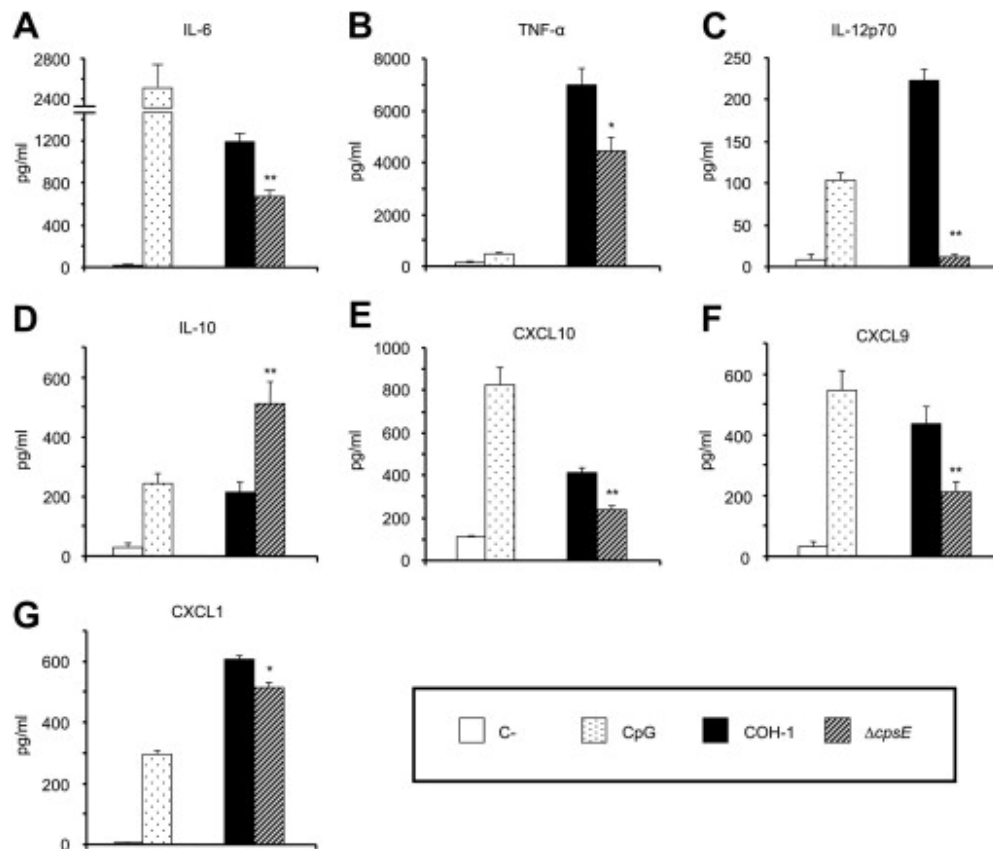 A
IL-6
pg/ml
2800
2400
1200
800
400
0
**
B
TNF-α
8000
6000
4000
2000
0
*
C
IL-12p70
pg/ml
250
200
150
100
50
0
**
D
IL-10
pg/ml
600
400
200
0
**
E
CXCL10
pg/ml
1000
800
600
400
200
0
**
F
CXCL9
pg/ml
600
400
200
0
**
G
CXCL1
pg/ml
600
400
200
0
*
C-
CpG
COH-1
ΔcpsE